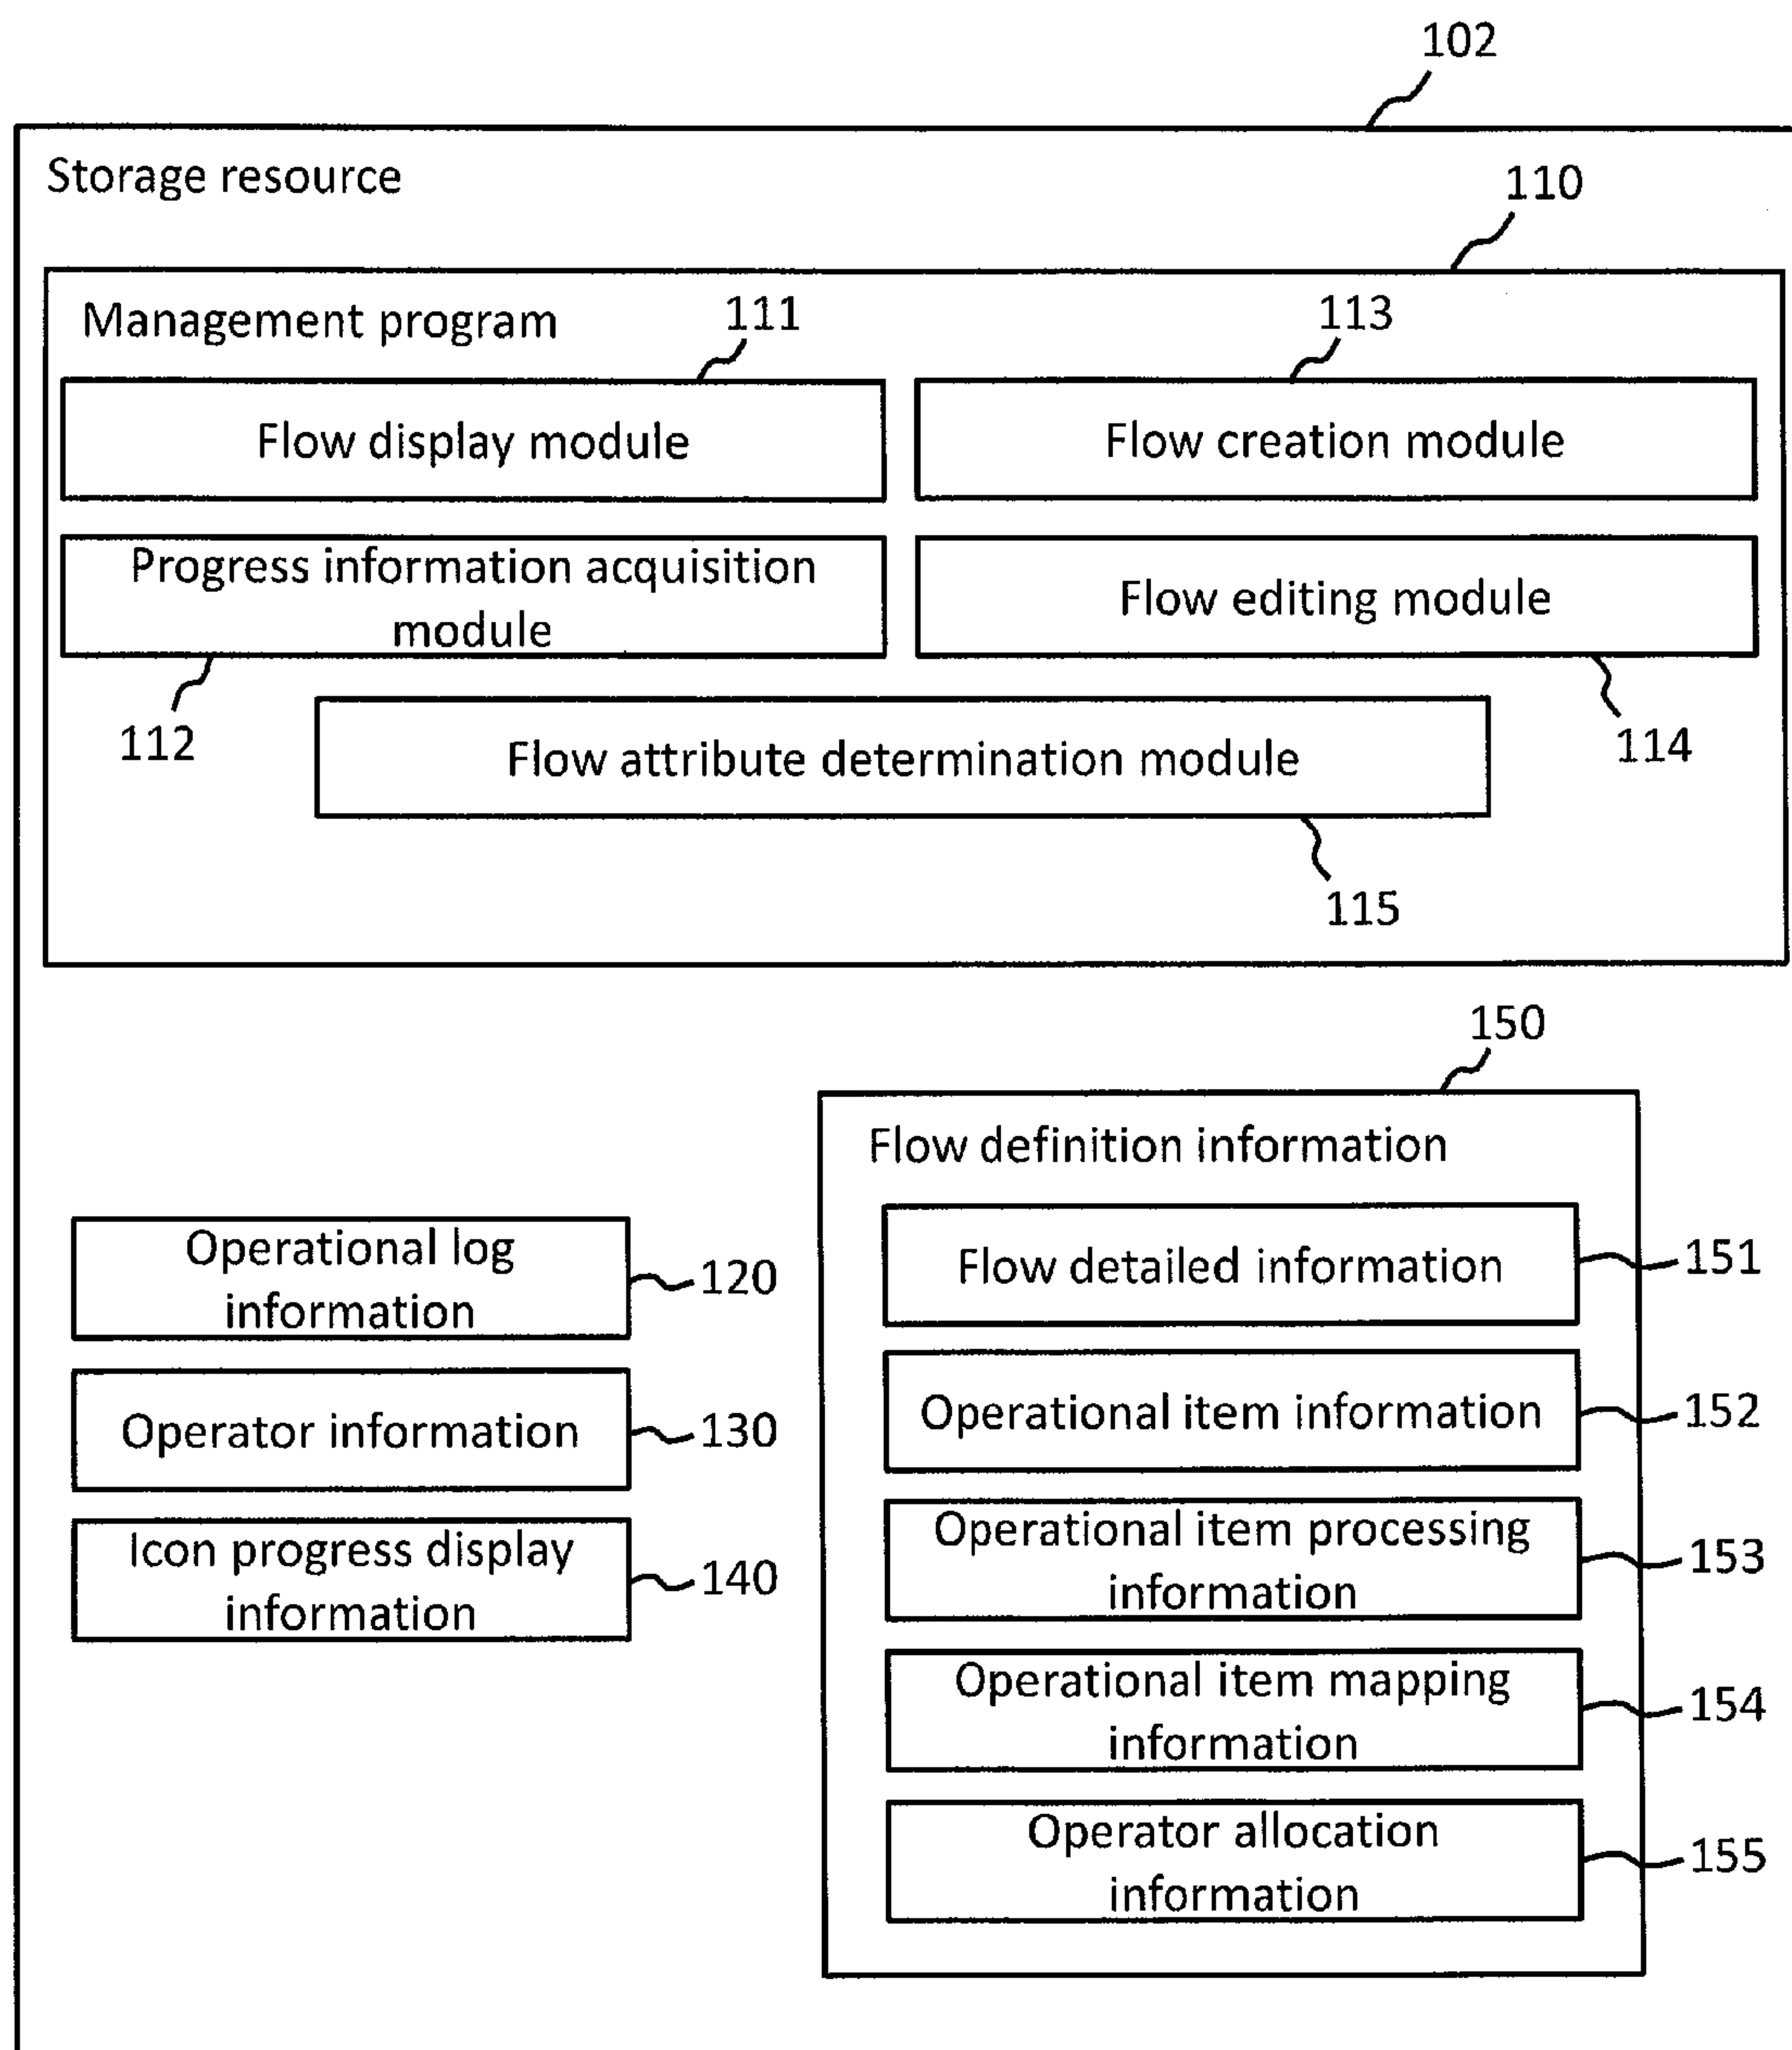 102
Storage resource
110
Management program
111
113
Flow display module
Flow creation module
Progress information acquisition
module
Flow editing module
112
114
Flow attribute determination module
115
150
Flow definition information
Operational log
information
120
Operator information
130
Icon progress display
information
140
Flow detailed information
151
Operational item information
152
Operational item processing
information
153
Operational item mapping
information
154
Operator allocation
information
155